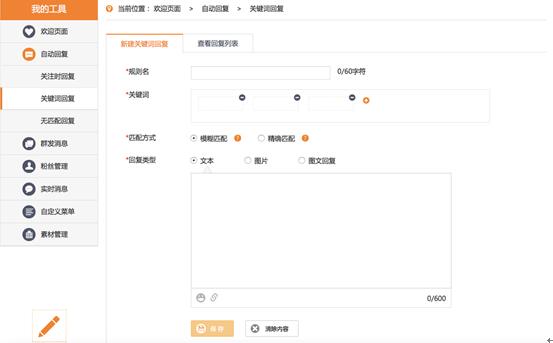 我的工具
当前位置： 欢迎页面 > 自动回复 > 关键词回复
欢迎页面
自动回复
关注时回复
关键词回复
无匹配回复
群发消息
粉丝管理
实时消息
自定义菜单
素材管理
新建关键词回复 查看回复列表
*规则名 0/60字符
*关键词
*匹配方式 模糊匹配 ? 精确匹配 ?
*回复类型 文本 图片 图文回复
0/600
保 存 清除内容